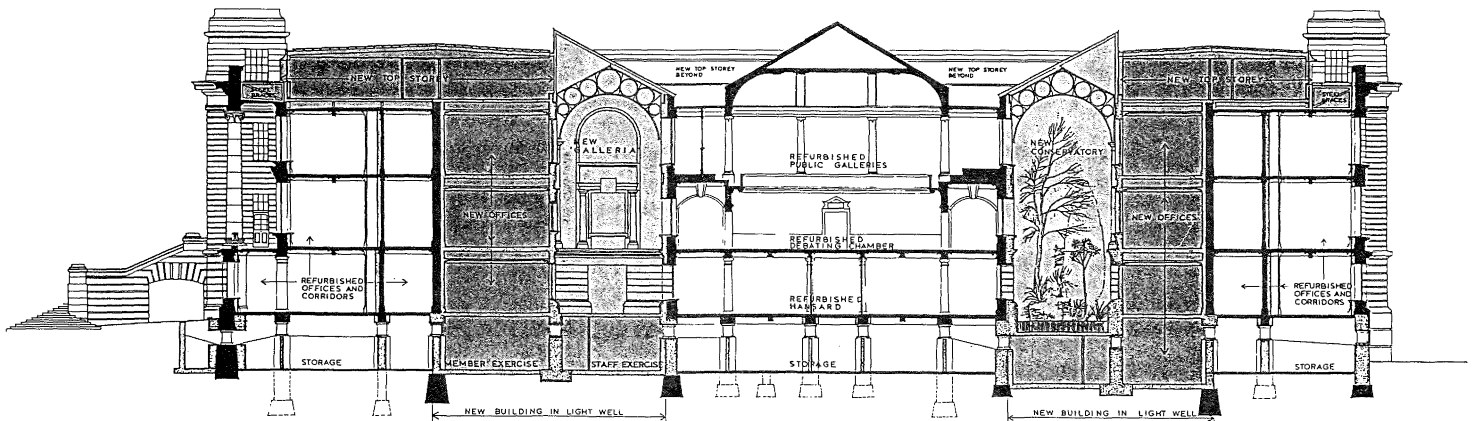 NEW TOP STOREY
BEYOND
NEW TOP STOREY
BEYOND
NEW TOP STOREY
NEW TOP STOREY
SPACES
SPACES
NEW
GALLERIA
REFURBISHED
PUBLIC GALLERIES
NEW
CONSERVATORY
NEW OFFICES
NEW OFFICES
REFURBISHED
DEBATING CHAMBER
REFURBISHED
OFFICES AND
CORRIDORS
REFURBISHED
HANSARD
REFURBISHED
OFFICES AND
CORRIDORS
STORAGE
MEMBER EXERCISE
STAFF EXERCISE
STORAGE
STORAGE
NEW BUILDING IN LIGHT WELL
NEW BUILDING IN LIGHT WELL